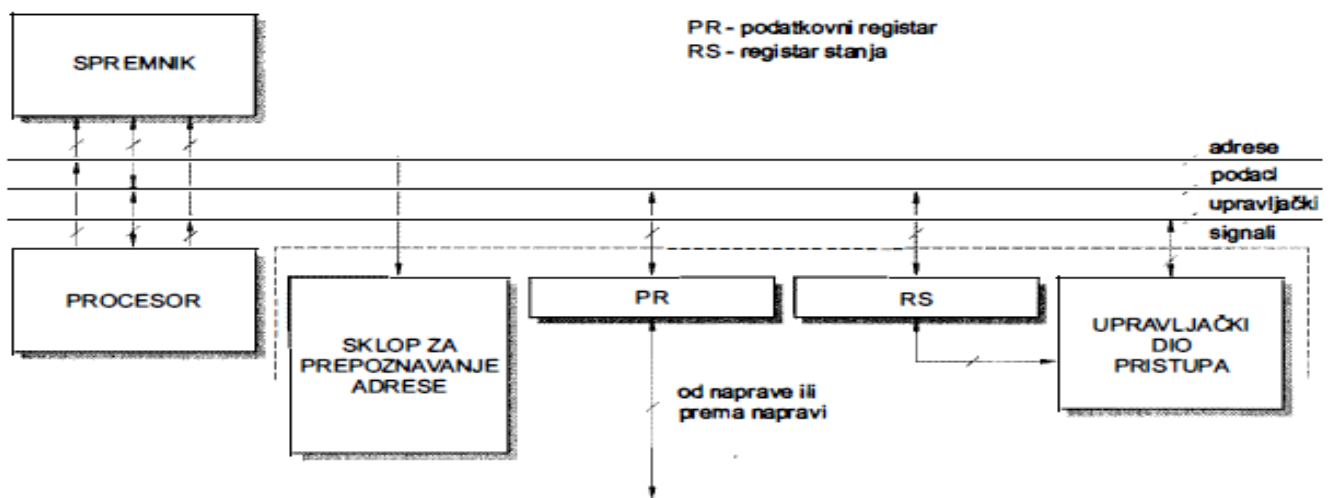 PR - podatkovni registar
RS - registar stanja
SPREMNIK
adrese
podaci
upravljački
signali
PROCESOR
SKLOP ZA
PREPOZNAVANJE
ADRESE
PR
RS
UPRAVLJAČKI
DIO
PRISTUPA
od naprave ili
prema napravi